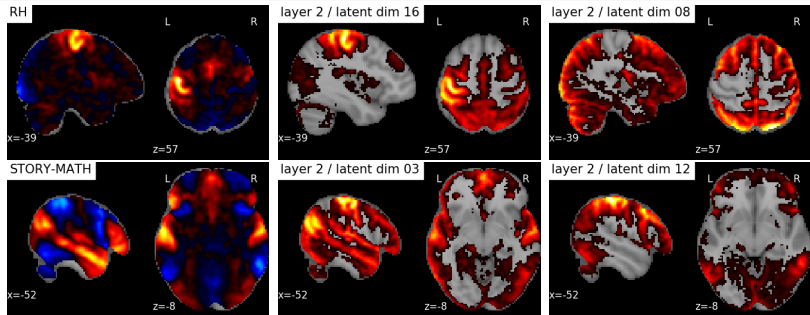 RH
L
R
x=-39
z=57
layer 2 / latent dim 16
L
R
x=-39
z=57
layer 2 / latent dim 08
L
R
x=-39
z=57
STORY-MATH
L
R
x=-52
z=-8
layer 2 / latent dim 03
L
R
x=-52
z=-8
layer 2 / latent dim 12
L
R
x=-52
z=-8